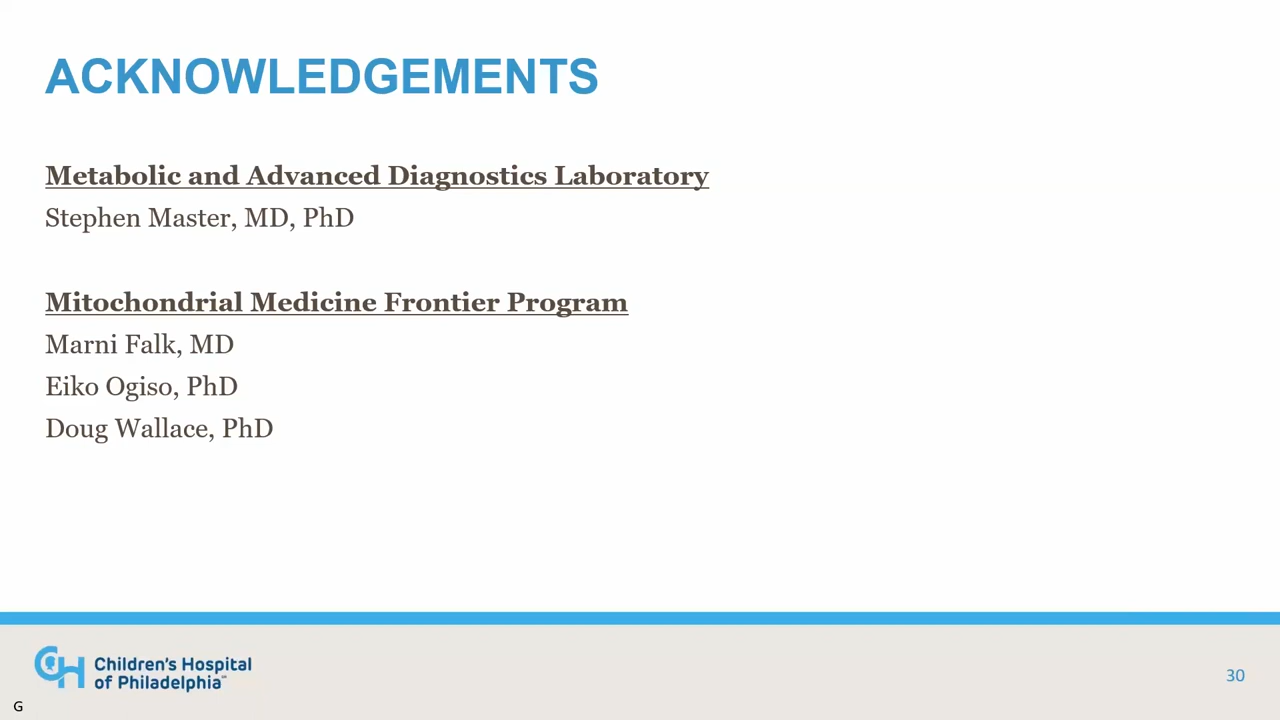 ACKNOWLEDGEMENTS
Metabolic and Advanced Diagnostics Laboratory
Stephen Master, MD, PhD
Mitochondrial Medicine Frontier Program
Marni Falk, MD
Eiko Ogiso, PhD
Doug Wallace, PhD
CH Children's Hospital
of Philadelphia
30
G